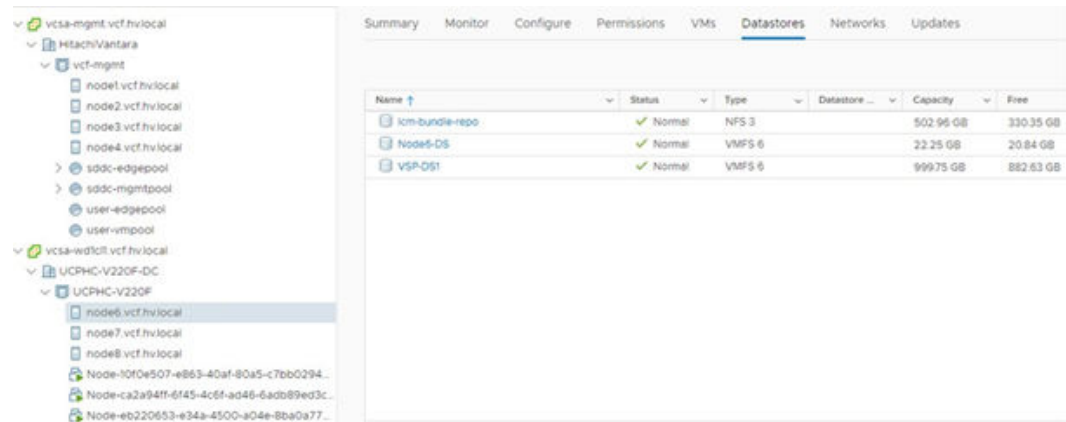 vcsa-mgmt.vcf.hv.local
HitachiVantara
vcf-mgmt
node1.vcf.hv.local
node2.vcf.hv.local
node3.vcf.hv.local
node4.vcf.hv.local
sddc-edgepool
sddc-mgmtpool
user-edgepool
user-vmpool
vcsa-wd1cl1.vcf.hv.local
UCPHC-V220F-DC
UCPHC-V220F
node6.vcf.hv.local
node7.vcf.hv.local
node8.vcf.hv.local
Node-10f0e507-e863-40af-80a5-c7bb0294...
Node-ca2a94ff-6f45-4c6f-ad46-6adb89ed3c...
Node-eb220653-e34a-4500-a04e-8ba0a77...
Summary Monitor Configure Permissions VMs Datastores Networks Updates
Name ↑ Status Type Datastore ... Capacity Free
lcm-bundle-repo Normal NFS 3 502.96 GB 330.35 GB
Node6-DS Normal VMFS 6 22.25 GB 20.84 GB
VSP-DS1 Normal VMFS 6 999.75 GB 882.63 GB